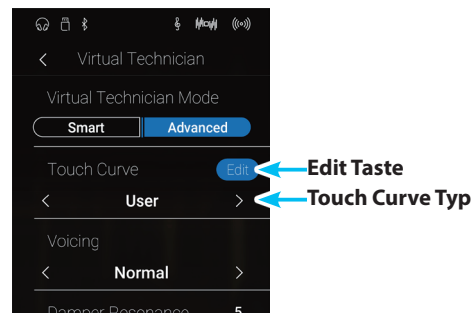 Virtual Technician
Virtual Technician Mode
Smart Advanced
Touch Curve Edit
Edit Taste
User
Touch Curve Typ
Voicing
Normal
Damper Resonance 5